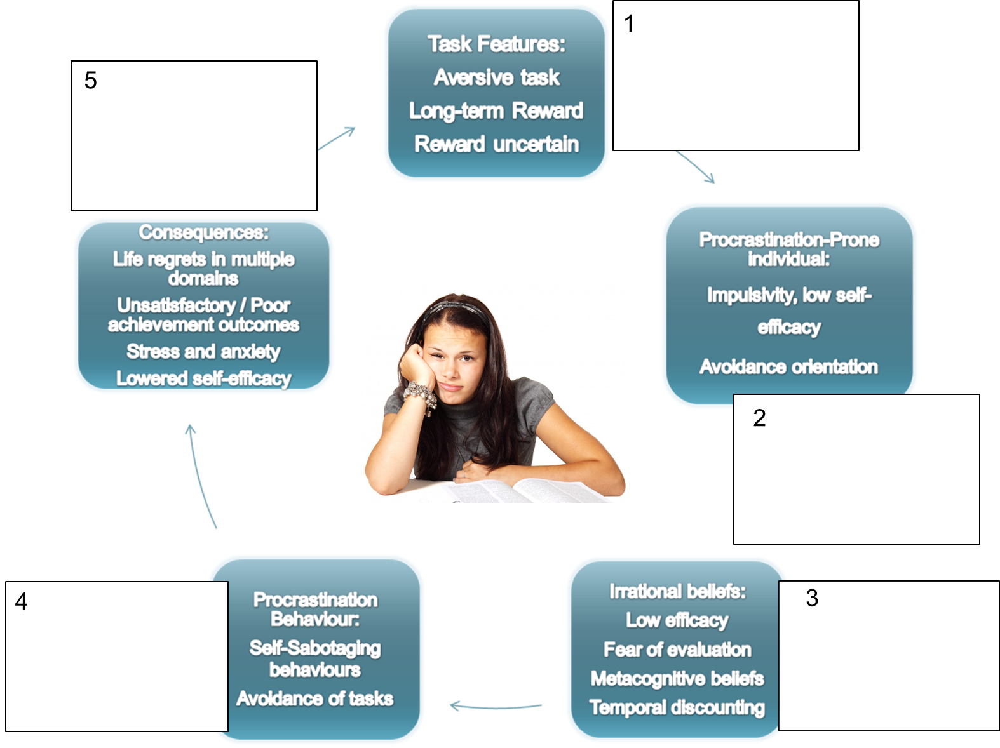 Task Features:
Aversive task
Long-term Reward
Reward uncertain
1
Procrastination-Prone
individual:
Impulsivity, low self-
efficacy
Avoidance orientation
2
Irrational beliefs:
Low efficacy
Fear of evaluation
Metacognitive beliefs
Temporal discounting
3
Procrastination
Behaviour:
Self-Sabotaging
behaviours
Avoidance of tasks
4
Consequences:
Life regrets in multiple
domains
Unsatisfactory / Poor
achievement outcomes
Stress and anxiety
Lowered self-efficacy
5